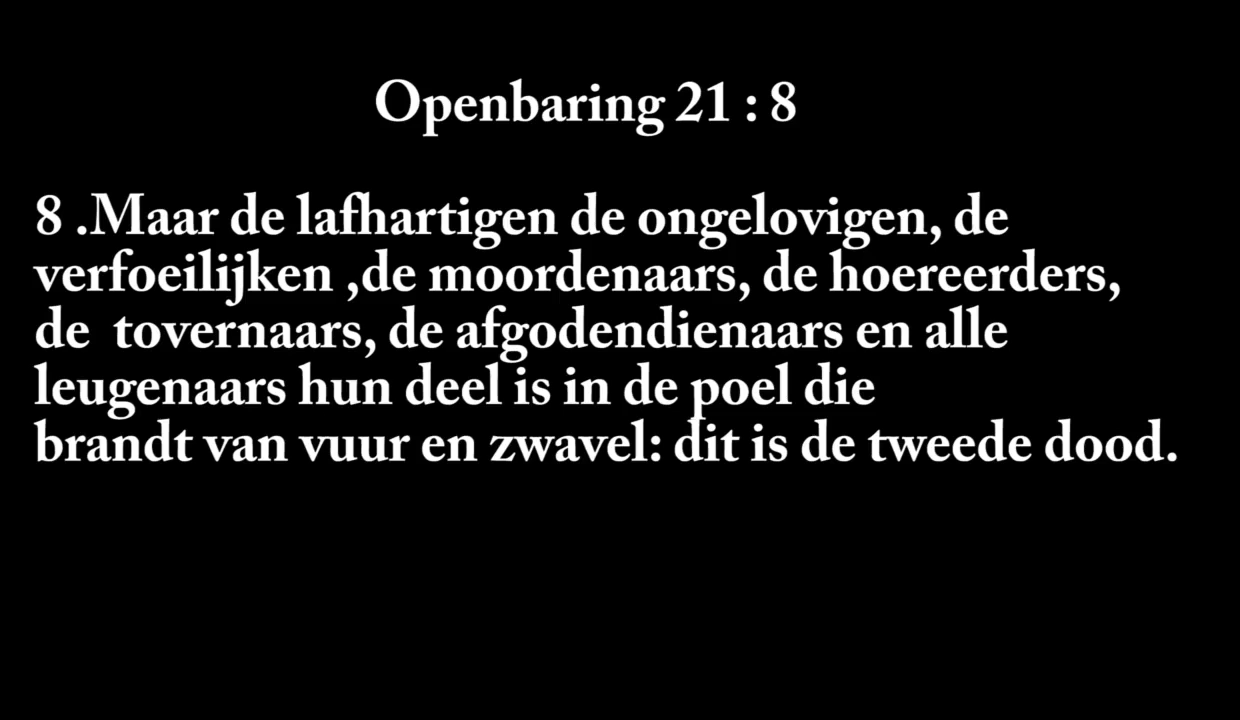 Openbaring 21 : 8
8 .Maar de lafhartigen de ongelovigen, de
verfoeilijken ,de moordenaars, de hoereerders,
de  tovernaars, de afgodendienaars en alle
leugenaars hun deel is in de poel die
brandt van vuur en zwavel: dit is de tweede dood.